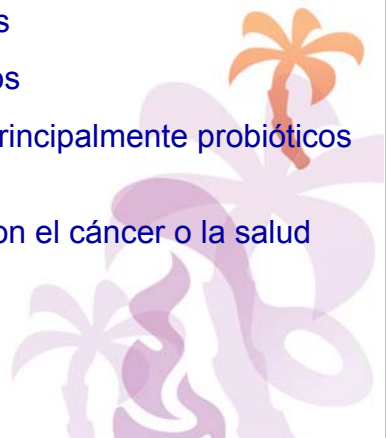 s
os
rincipalmente probióticos
on el cáncer o la salud